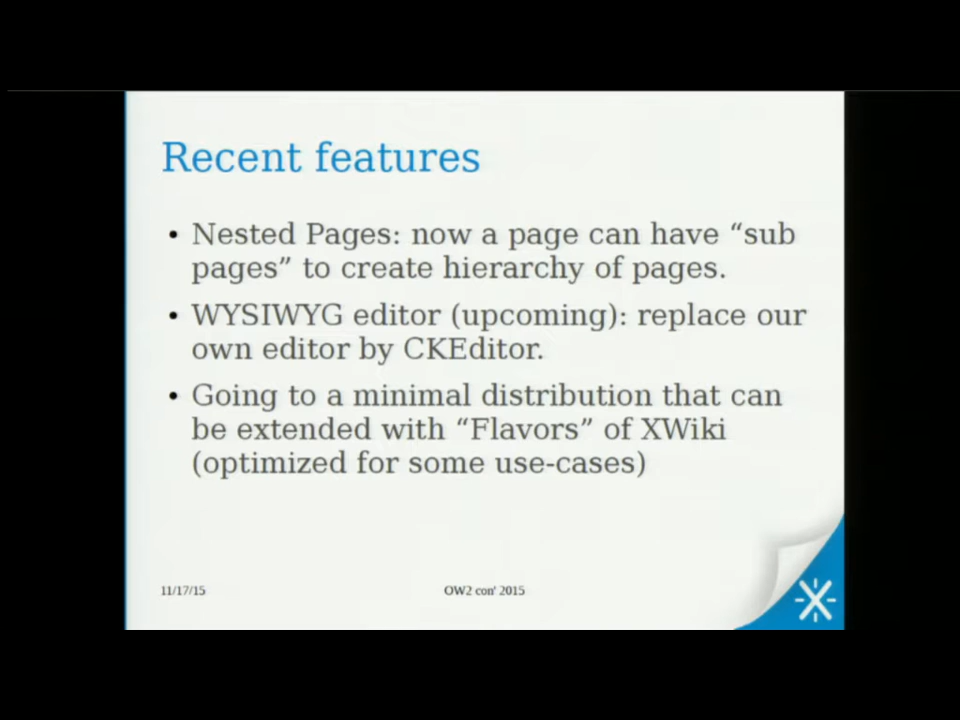 Recent features
• Nested Pages: now a page can have “sub
pages” to create hierarchy of pages.
• WYSIWYG editor (upcoming): replace our
own editor by CKEditor.
• Going to a minimal distribution that can
be extended with “Flavors” of XWiki
(optimized for some use-cases)
11/17/15
OW2 con' 2015